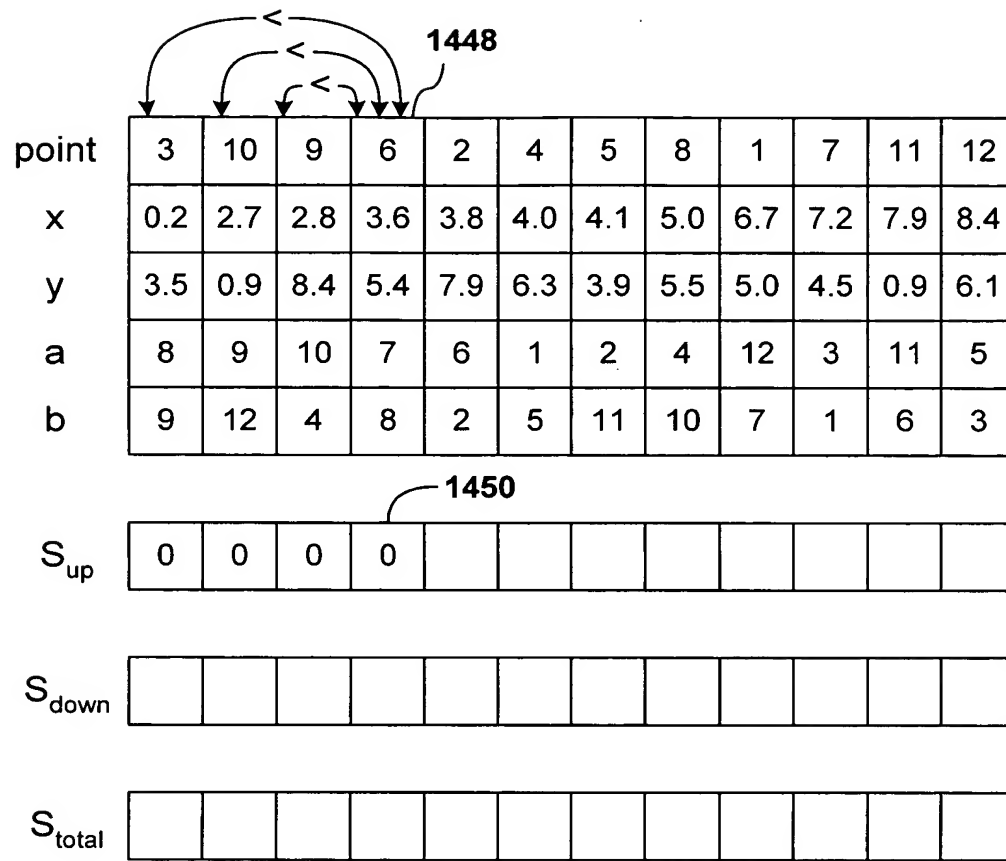 <
<
<
1448
point 3 10 9 6 2 4 5 8 1 7 11 12
x 0.2 2.7 2.8 3.6 3.8 4.0 4.1 5.0 6.7 7.2 7.9 8.4
y 3.5 0.9 8.4 5.4 7.9 6.3 3.9 5.5 5.0 4.5 0.9 6.1
a 8 9 10 7 6 1 2 4 12 3 11 5
b 9 12 4 8 2 5 11 10 7 1 6 3
1450
S_up 0 0 0 0
S_down
S_total